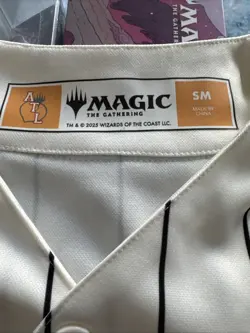 ATL
MAGIC
THE GATHERING
TM & © 2025 WIZARDS OF THE COAST LLC.
SM
MADE IN
CHINA